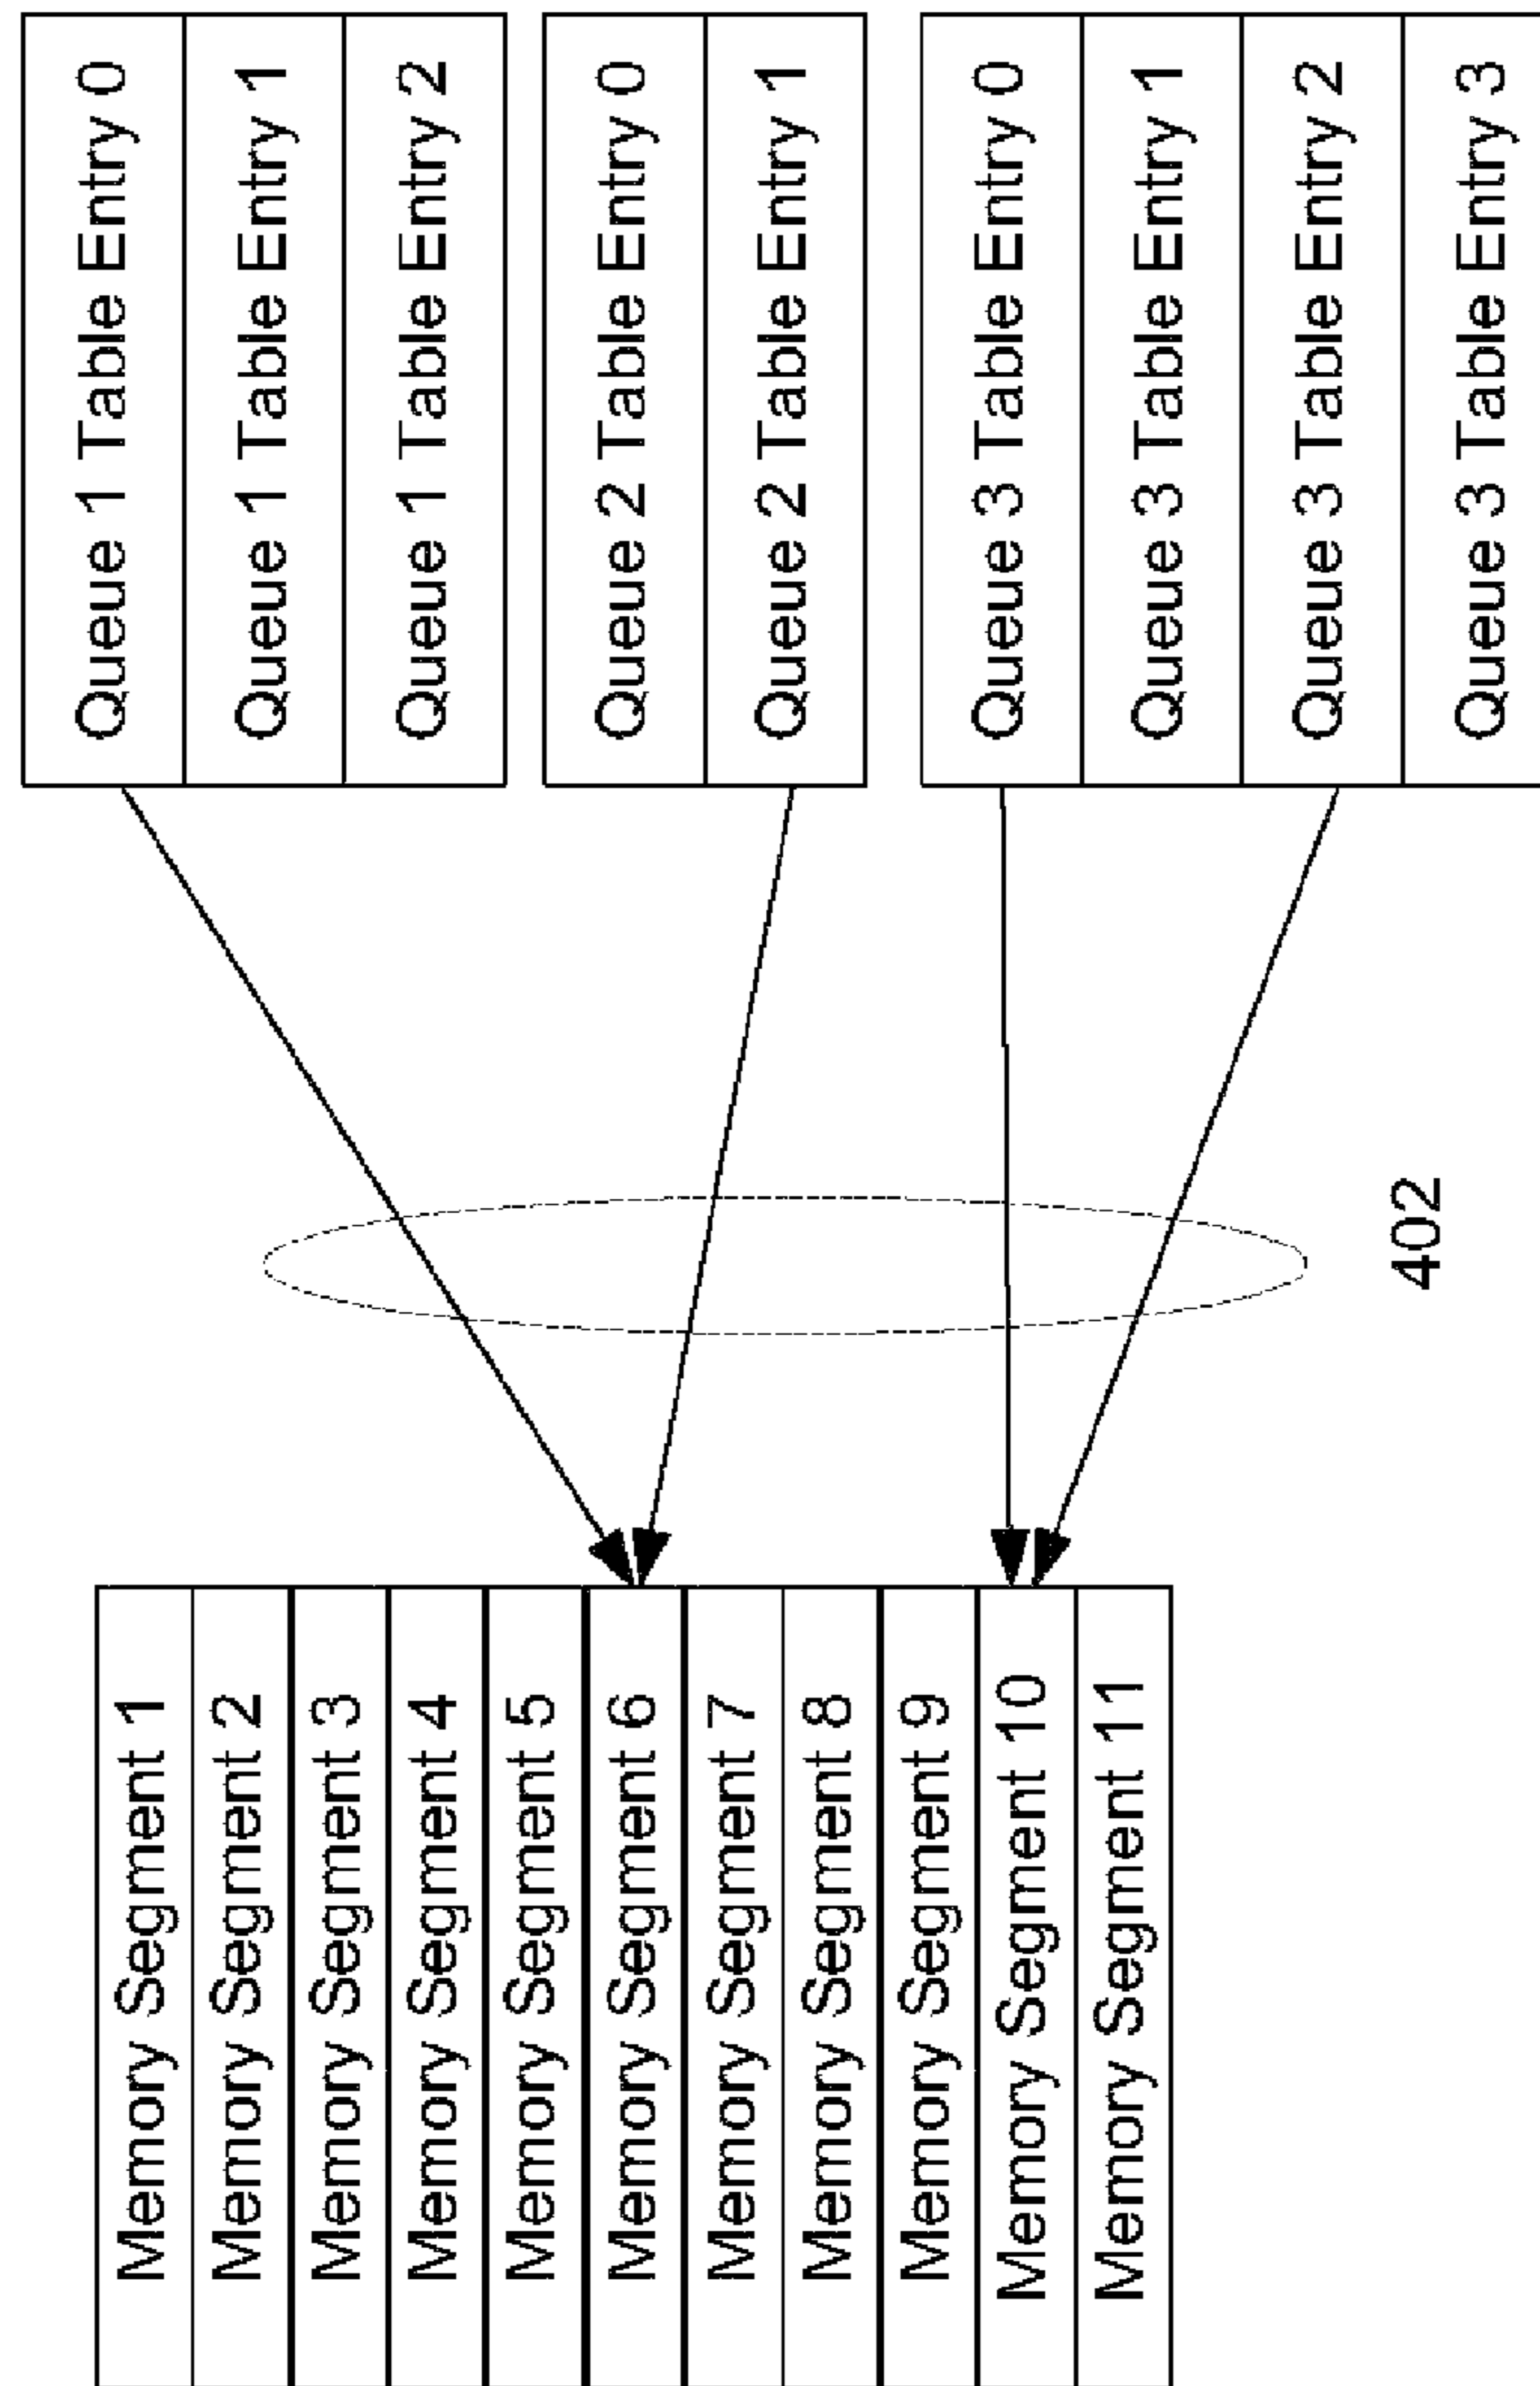 Memory Segment 1
Memory Segment 2
Memory Segment 3
Memory Segment 4
Memory Segment 5
Memory Segment 6
Memory Segment 7
Memory Segment 8
Memory Segment 9
Memory Segment 10
Memory Segment 11
402
Queue 1 Table Entry 0
Queue 1 Table Entry 1
Queue 1 Table Entry 2
Queue 2 Table Entry 0
Queue 2 Table Entry 1
Queue 3 Table Entry 0
Queue 3 Table Entry 1
Queue 3 Table Entry 2
Queue 3 Table Entry 3